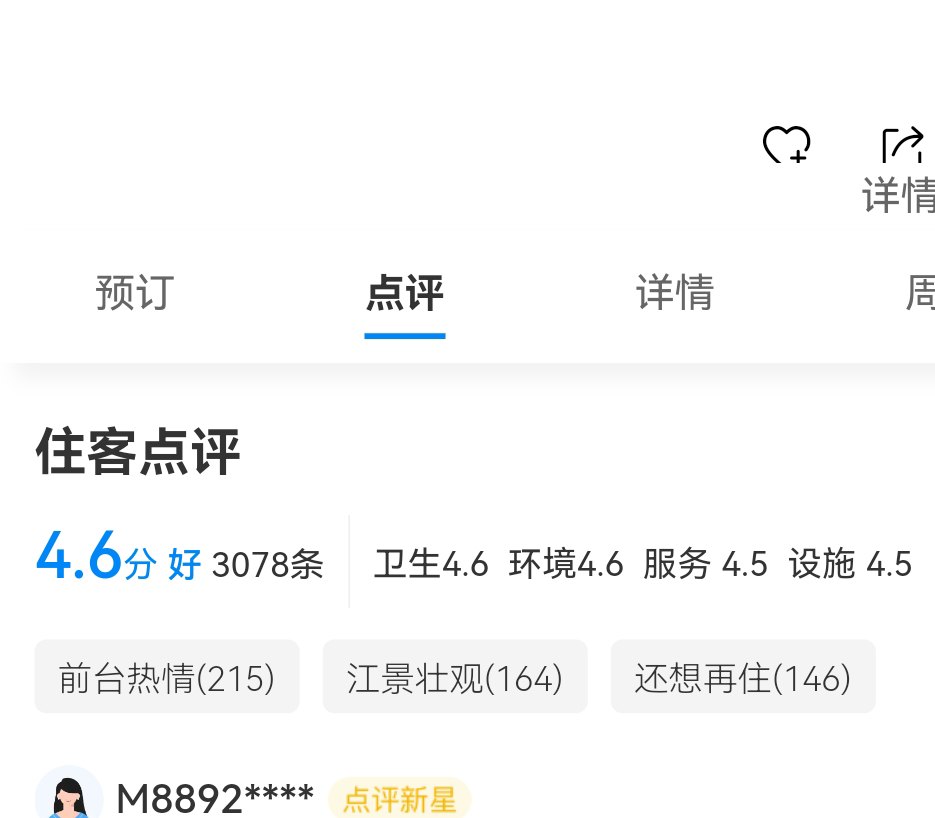 详情
预订 点评 详情 周
住客点评
4.6分 好 3078条 卫生4.6 环境4.6 服务 4.5 设施 4.5
前台热情(215) 江景壮观(164) 还想再住(146)
M8892**** 点评新星